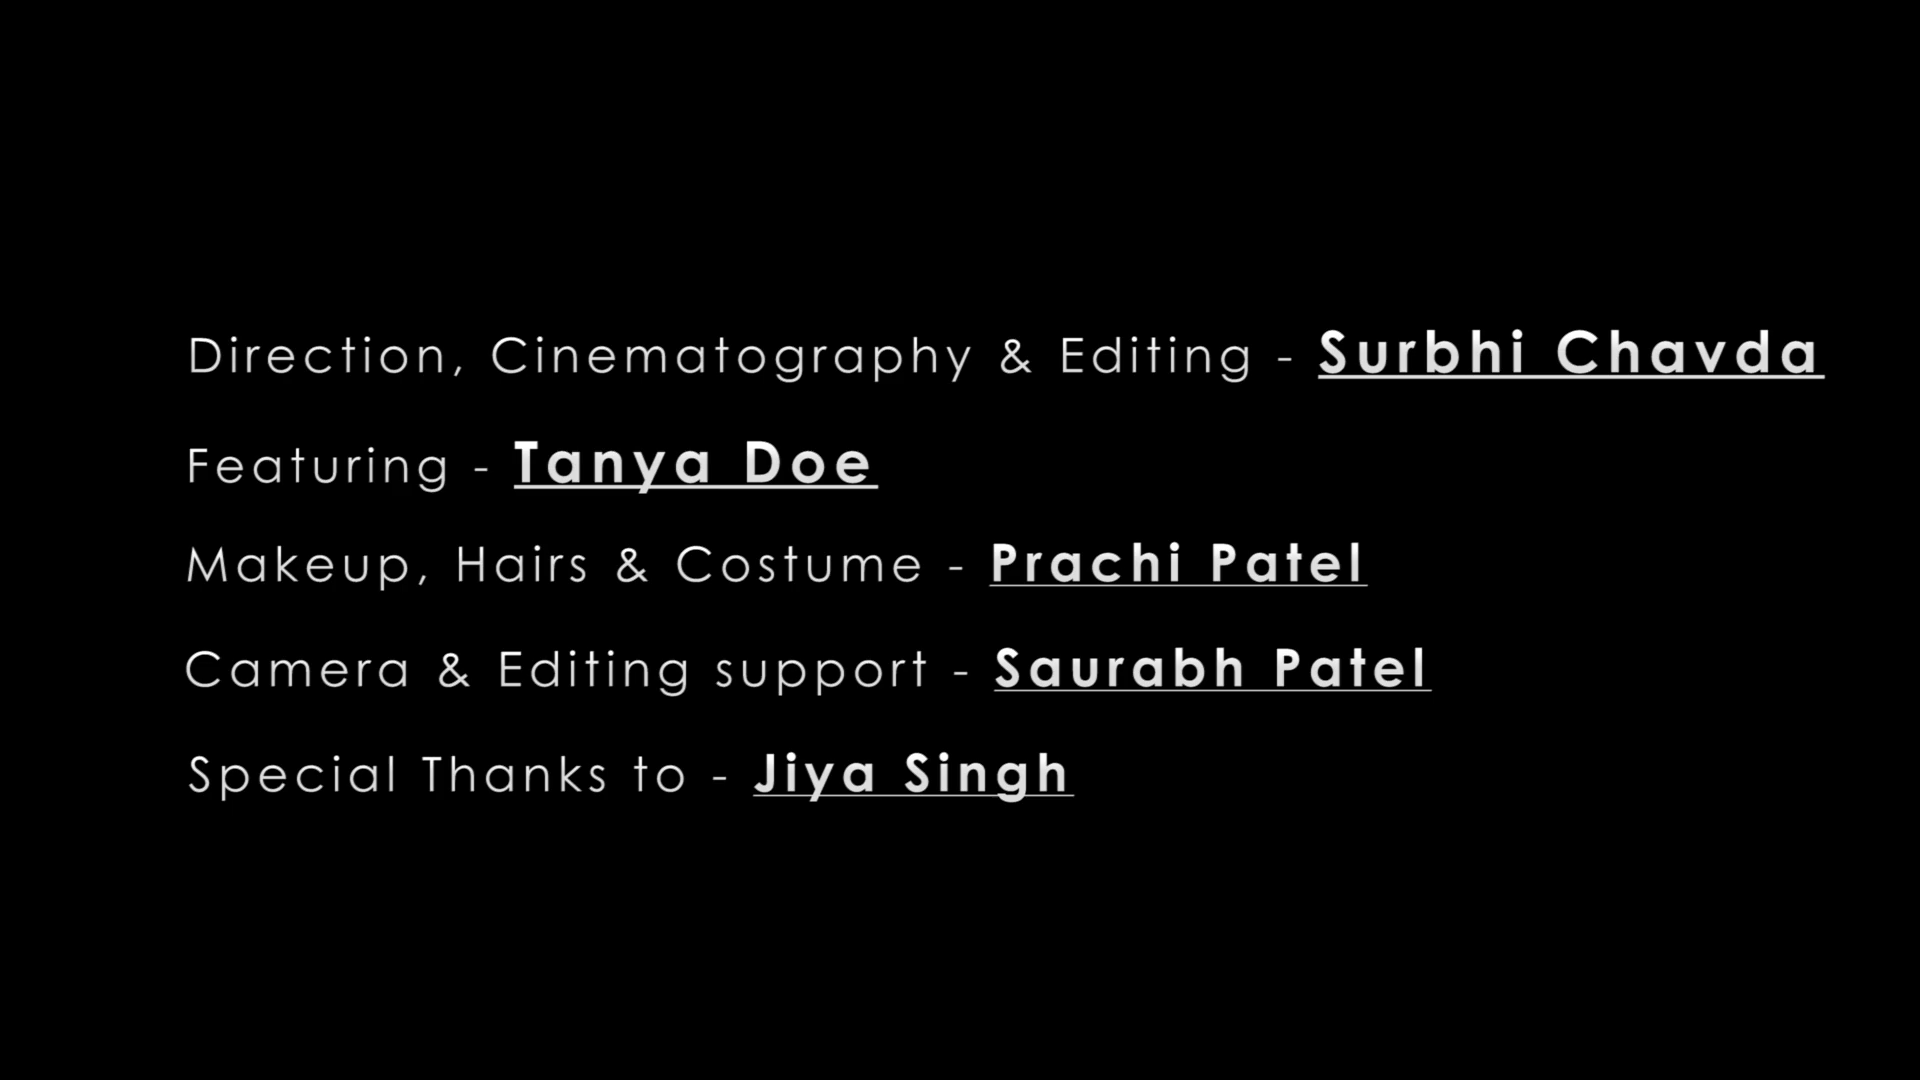 Direction, Cinematography & Editing - Surbhi Chavda
Featuring - Tanya Doe
Makeup, Hairs & Costume - Prachi Patel
Camera & Editing support - Saurabh Patel
Special Thanks to - Jiya Singh